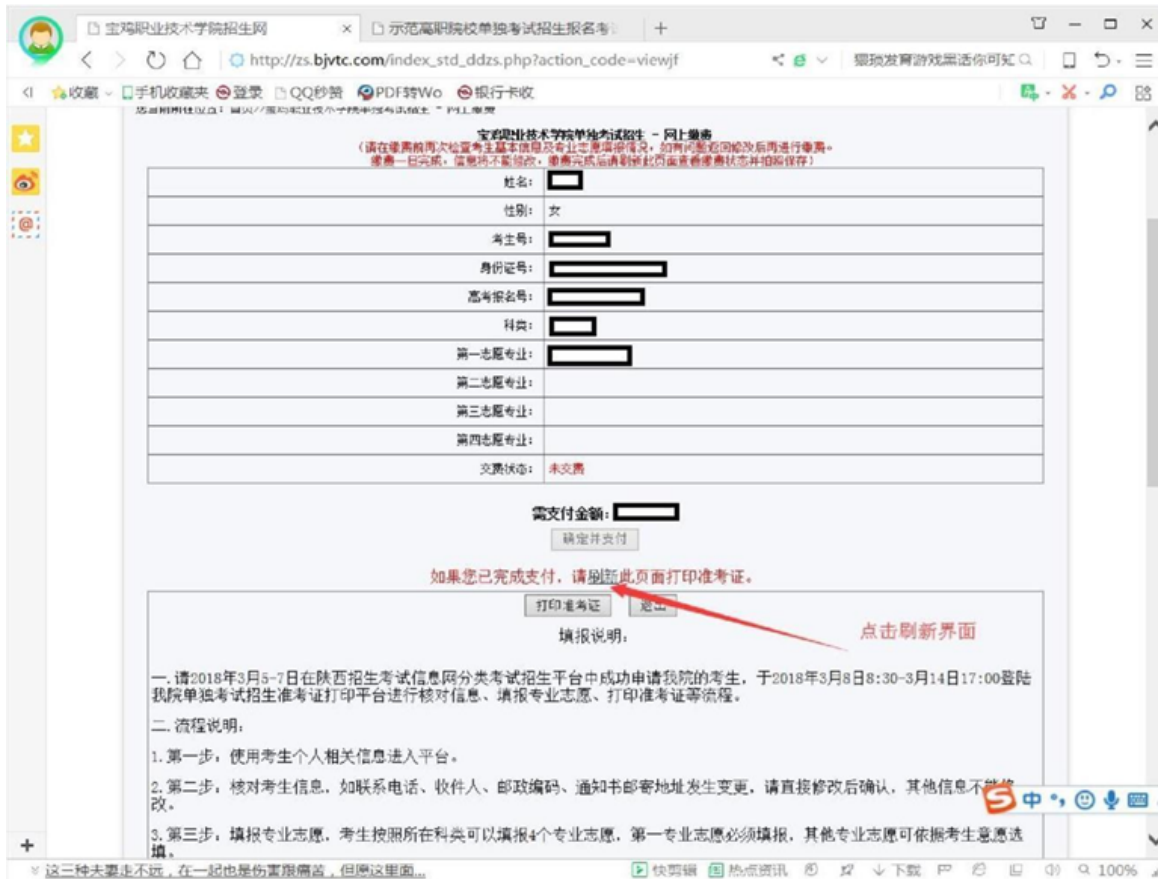 宝鸡职业技术学院招生网
示范高职院校单独考试招生报名考
http://zs.bjvtc.com/index_std_ddzs.php?action_code=viewjf
猥琐发育游戏黑话你可知
收藏 手机收藏夹 登录 QQ秒赞 PDF转Wo 银行卡收
宝鸡职业技术学院单独考试招生 - 网上缴费
(请在缴费前再次检查考生基本信息及专业志愿填报情况,如有问题返回修改后再进行缴费。
缴费一旦完成,信息将不能修改,缴费完成后请刷新此页面查看缴费状态并拍照保存!)
姓名:
性别: 女
考生号:
身份证号:
高考报名号:
科类:
第一志愿专业:
第二志愿专业:
第三志愿专业:
第四志愿专业:
交费状态: 未交费
需支付金额:
确定并支付
如果您已完成支付,请刷新此页面打印准考证。
打印准考证 退出
点击刷新界面
填报说明:
一.请2018年3月5-7日在陕西招生考试信息网分类考试招生平台中成功申请我院的考生,于2018年3月8日8:30-3月14日17:00登陆
我院单独考试招生准考证打印平台进行核对信息、填报专业志愿、打印准考证等流程。
二.流程说明:
1.第一步:使用考生个人相关信息进入平台。
2.第二步:核对考生信息,如联系电话、收件人、邮政编码、通知书邮寄地址发生变更,请直接修改后确认,其他信息不能修
改。
3.第三步:填报专业志愿,考生按照所在科类可以填报4个专业志愿,第一专业志愿必须填报,其他专业志愿可依据考生意愿选
填。
中
这三种夫妻走不远,在一起也是伤害跟痛苦,但愿这里面...
快剪辑 热点资讯 下载 100%